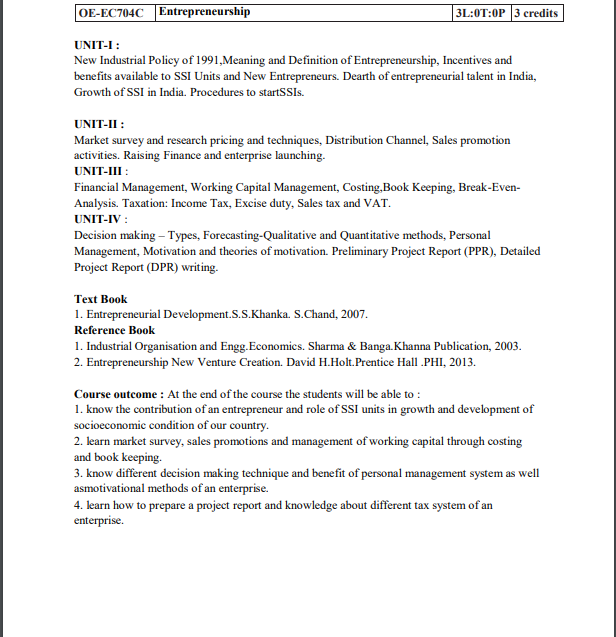 OE-EC704C Entrepreneurship 3L:0T:0P 3 credits
UNIT-I :
New Industrial Policy of 1991,Meaning and Definition of Entrepreneurship, Incentives and
benefits available to SSI Units and New Entrepreneurs. Dearth of entrepreneurial talent in India,
Growth of SSI in India. Procedures to startSSIs.
UNIT-II :
Market survey and research pricing and techniques, Distribution Channel, Sales promotion
activities. Raising Finance and enterprise launching.
UNIT-III :
Financial Management, Working Capital Management, Costing,Book Keeping, Break-Even-
Analysis. Taxation: Income Tax, Excise duty, Sales tax and VAT.
UNIT-IV :
Decision making – Types, Forecasting-Qualitative and Quantitative methods, Personal
Management, Motivation and theories of motivation. Preliminary Project Report (PPR), Detailed
Project Report (DPR) writing.
Text Book
1. Entrepreneurial Development.S.S.Khanka. S.Chand, 2007.
Reference Book
1. Industrial Organisation and Engg.Economics. Sharma & Banga.Khanna Publication, 2003.
2. Entrepreneurship New Venture Creation. David H.Holt.Prentice Hall .PHI, 2013.
Course outcome : At the end of the course the students will be able to :
1. know the contribution of an entrepreneur and role of SSI units in growth and development of
socioeconomic condition of our country.
2. learn market survey, sales promotions and management of working capital through costing
and book keeping.
3. know different decision making technique and benefit of personal management system as well
asmotivational methods of an enterprise.
4. learn how to prepare a project report and knowledge about different tax system of an
enterprise.